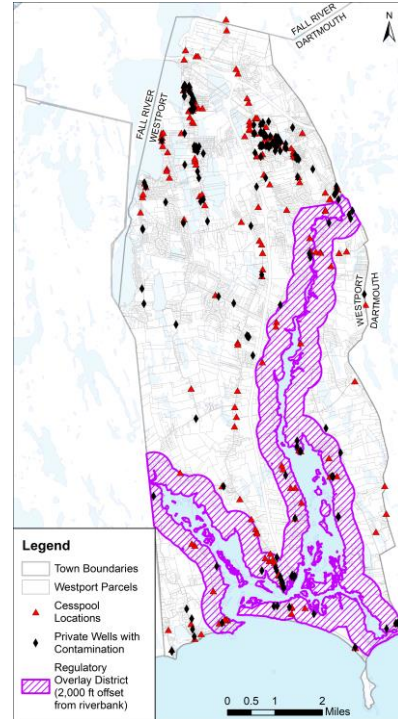 FALL RIVER
DARTMOUTH
N
FALL RIVER
WESTPORT
WESTPORT
DARTMOUTH
Legend
Town Boundaries
Westport Parcels
Cesspool
Locations
Private Wells with
Contamination
Regulatory
Overlay District
(2,000 ft offset
from riverbank)
0 0.5 1 2
Miles